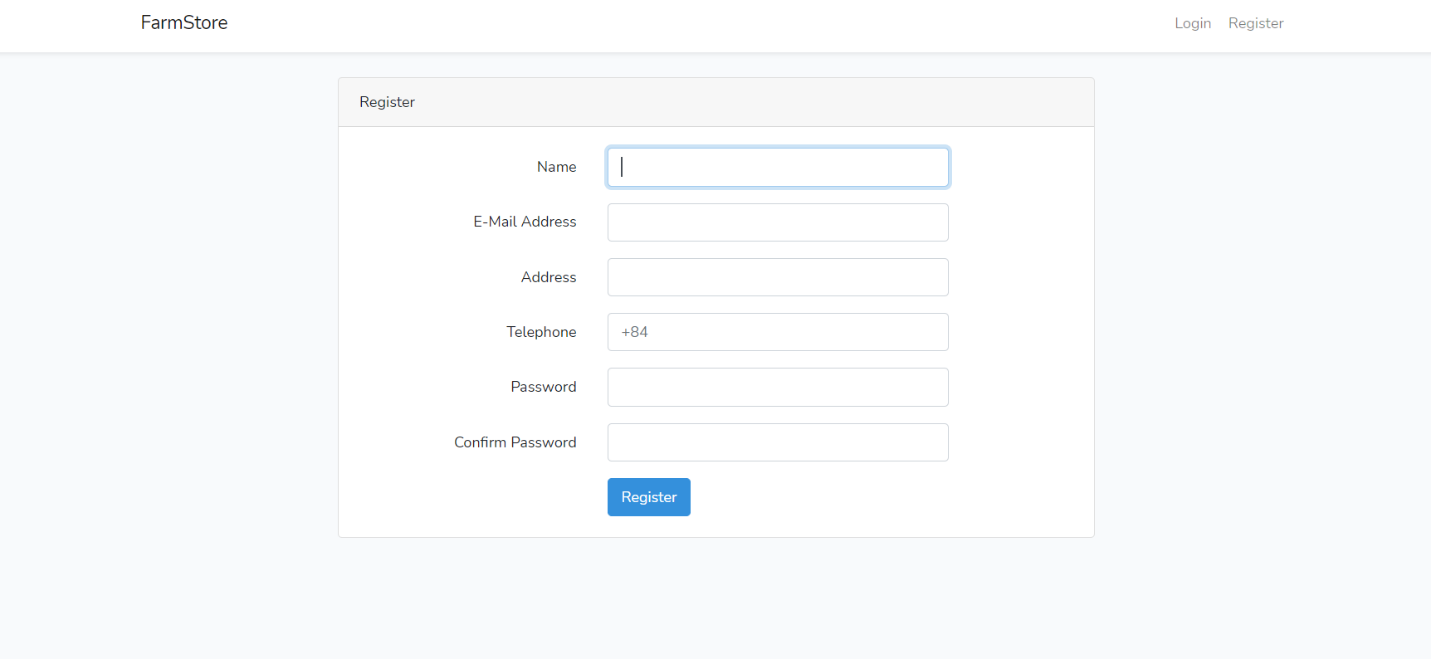 FarmStore
Login Register
Register
Name
E-Mail Address
Address
Telephone +84
Password
Confirm Password
Register